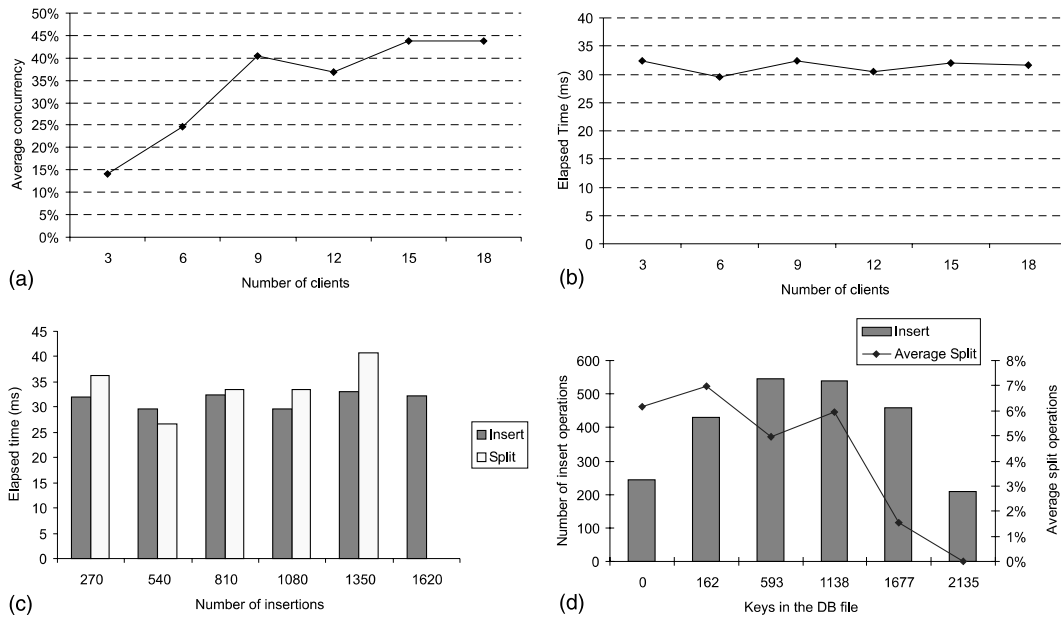 50%
45%
40%
35%
30%
25%
20%
15%
10%
5%
0%
Average concurrency
3 6 9 12 15 18
Number of clients
(a)
40
35
30
25
20
15
10
5
0
Elapsed Time (ms)
3 6 9 12 15 18
Number of clients
(b)
45
40
35
30
25
20
15
10
5
0
Elapsed time (ms)
270 540 810 1080 1350 1620
Number of insertions
Insert
Split
(c)
Insert
Average Split
600
500
400
300
200
100
0
Number of insert operations
8%
7%
6%
5%
4%
3%
2%
1%
0%
Average split operations
0 162 593 1138 1677 2135
Keys in the DB file
(d)